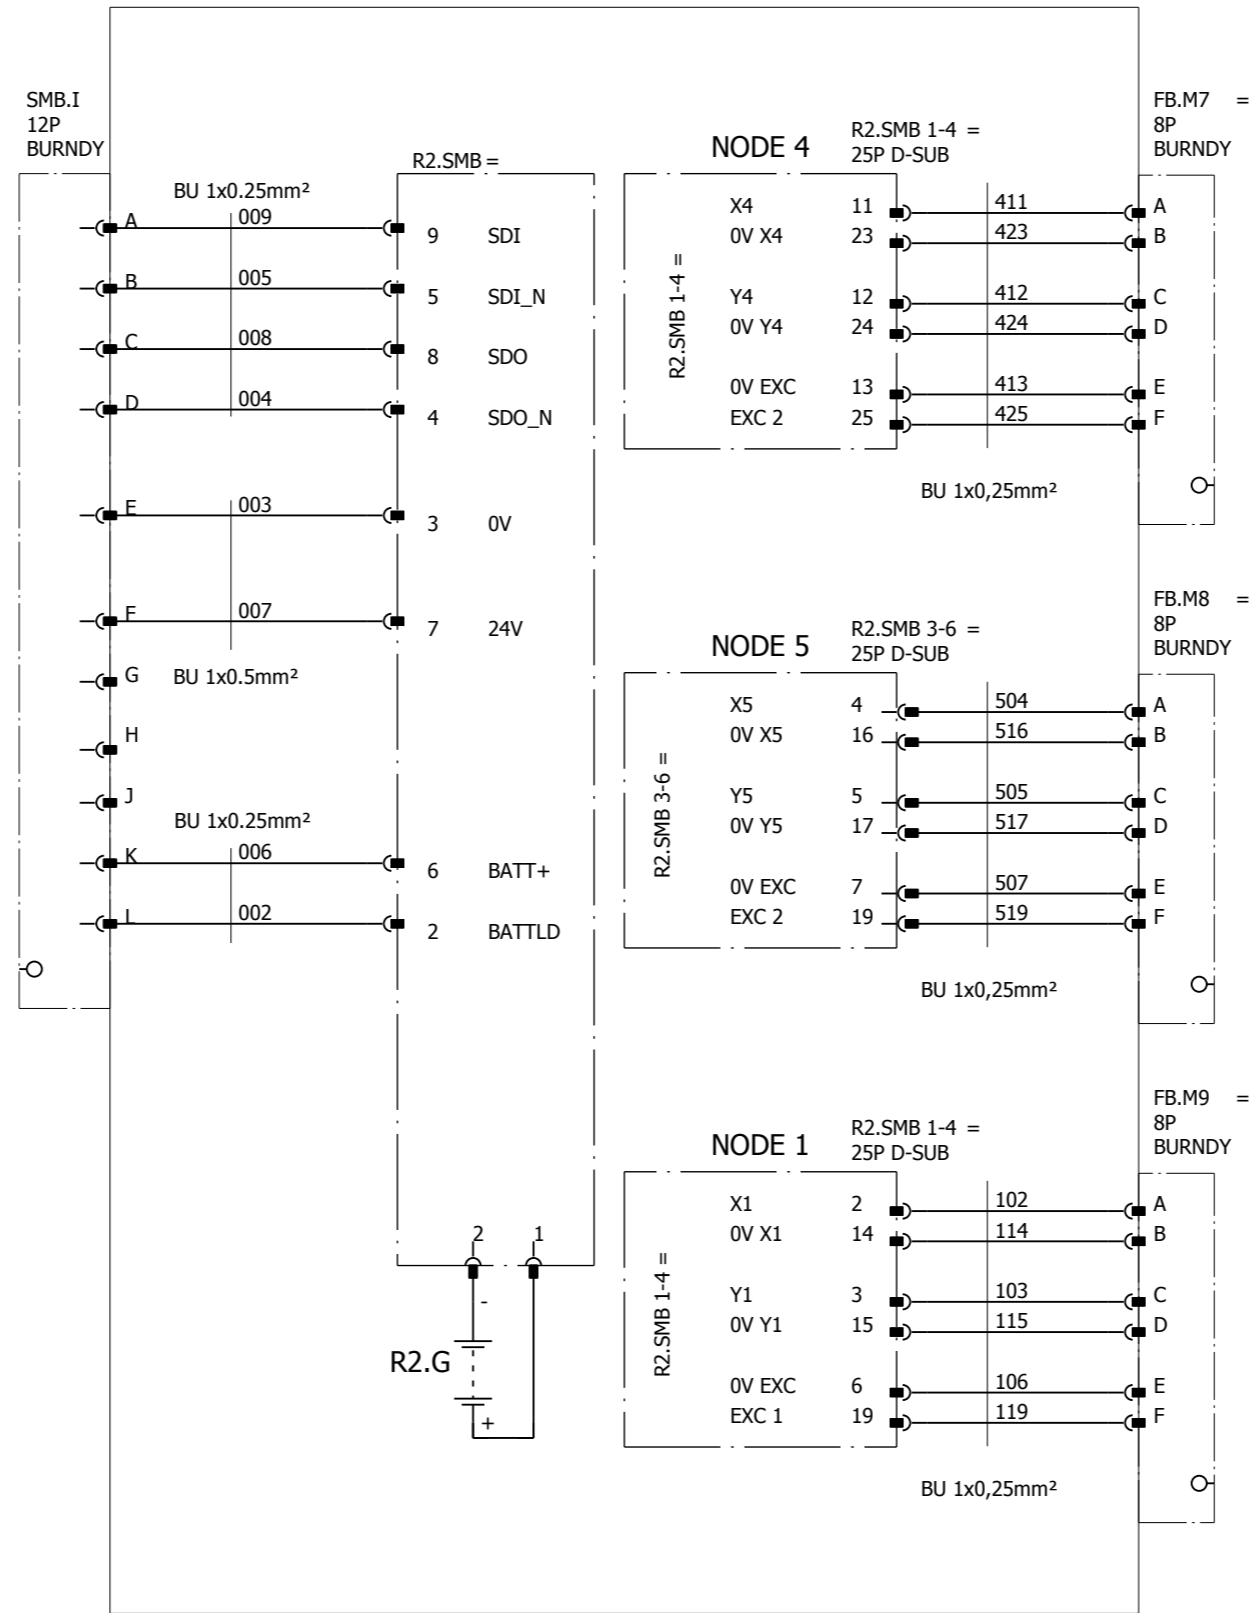 SMB.I
12P
BURNDY
R2.SMB =
BU 1x0.25mm²
A 009 9 SDI
B 005 5 SDI_N
C 008 8 SDO
D 004 4 SDO_N
E 003 3 0V
F 007 7 24V
G BU 1x0.5mm²
H
J
BU 1x0.25mm²
K 006 6 BATT+
L 002 2 BATTLD
2 1
-
R2.G
+
NODE 4
R2.SMB 1-4 =
25P D-SUB
FB.M7 =
8P
BURNDY
R2.SMB 1-4 =
X4 11 411 A
0V X4 23 423 B
Y4 12 412 C
0V Y4 24 424 D
0V EXC 13 413 E
EXC 2 25 425 F
BU 1x0,25mm²
NODE 5
R2.SMB 3-6 =
25P D-SUB
FB.M8 =
8P
BURNDY
R2.SMB 3-6 =
X5 4 504 A
0V X5 16 516 B
Y5 5 505 C
0V Y5 17 517 D
0V EXC 7 507 E
EXC 2 19 519 F
BU 1x0,25mm²
NODE 1
R2.SMB 1-4 =
25P D-SUB
FB.M9 =
8P
BURNDY
R2.SMB 1-4 =
X1 2 102 A
0V X1 14 114 B
Y1 3 103 C
0V Y1 15 115 D
0V EXC 6 106 E
EXC 1 19 119 F
BU 1x0,25mm²